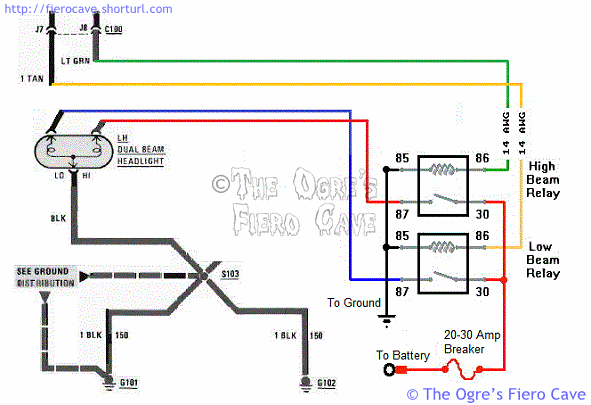 http://fierocave.shorturl.com
J7
J8
C100
LT GRN
1 TAN
14 AWG
14 AWG
LH
DUAL BEAM
HEADLIGHT
LO
HI
85
86
High
Beam
Relay
87
30
©The Ogre's
Fiero Cave
BLK
85
86
Low
Beam
Relay
87
30
SEE GROUND
DISTRIBUTION
S103
To Ground
1 BLK
150
1 BLK
150
20-30 Amp
Breaker
To Battery
G101
G102
© The Ogre's Fiero Cave